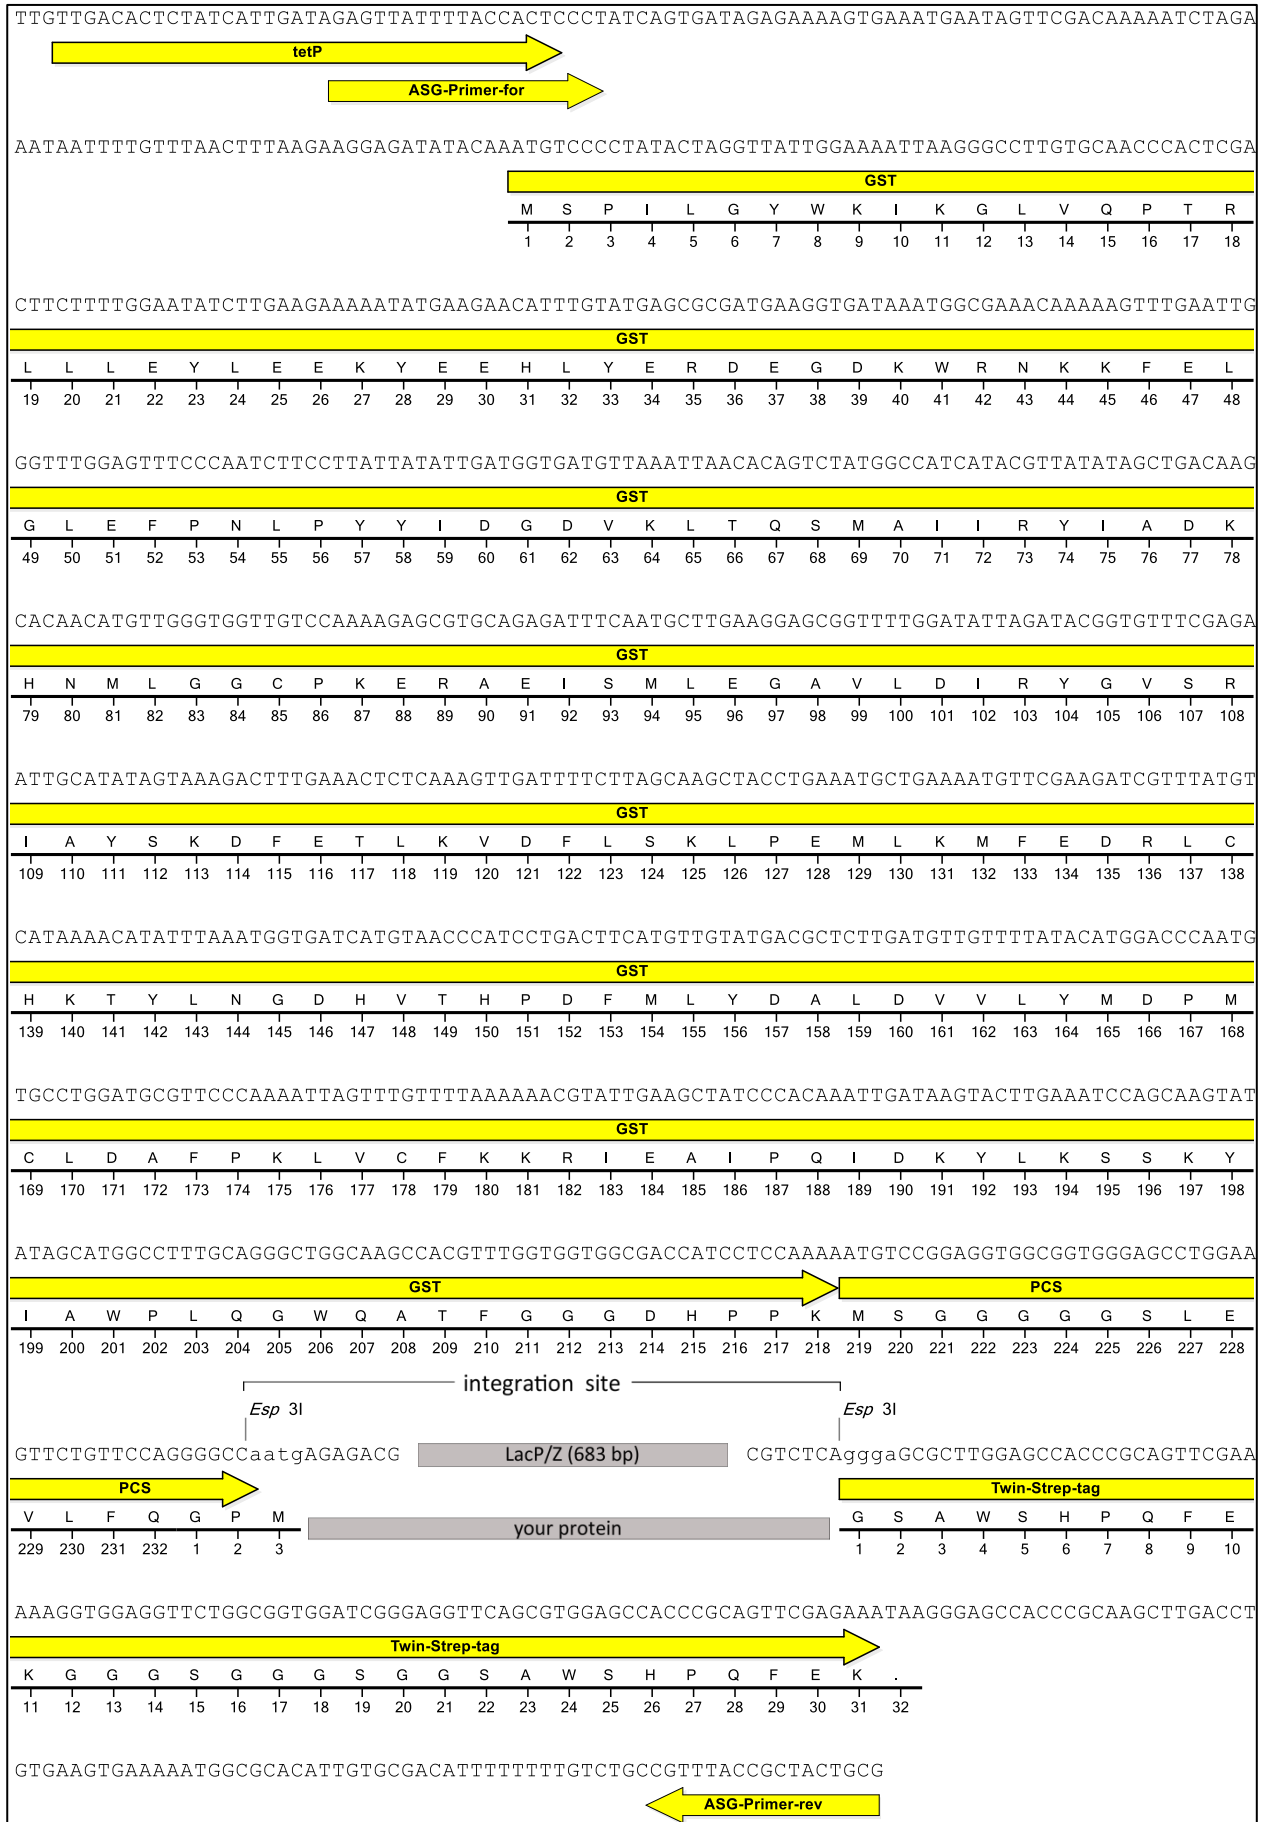 TTGTTGACACTCTATCATTGATAGAGTTATTTTACCACTCCCTATCAGTGATAGAGAAAAGTGAAATGAATAGTTCGACAAAAATCTAGA
tetP
ASG-Primer-for
AATAATTTTGTTTAACTTTAAGAAGGAGATATACAAATGTCCCCTATACTAGGTTATTGGAAAATTAAGGGCCTTGTGCAACCCACTCGA
GST
M S P I L G Y W K I K G L V Q P T R
1 2 3 4 5 6 7 8 9 10 11 12 13 14 15 16 17 18
CTTCTTTTGGAATATCTTGAAGAAAAATATGAAGAACATTTGTATGAGCGCGATGAAGGTGATAAATGGCGAAACAAAAAGTTTGAATTG
GST
L L L E Y L E E K Y E E H L Y E R D E G D K W R N K K F E L
19 20 21 22 23 24 25 26 27 28 29 30 31 32 33 34 35 36 37 38 39 40 41 42 43 44 45 46 47 48
GGTTTGGAGTTTCCCAATCTTCCTTATTATATTGATGGTGATGTTAAATTAACACAGTCTATGGCCATCATACGTTATATAGCTGACAAG
GST
G L E F P N L P Y Y I D G D V K L T Q S M A I I R Y I A D K
49 50 51 52 53 54 55 56 57 58 59 60 61 62 63 64 65 66 67 68 69 70 71 72 73 74 75 76 77 78
CACAACATGTTGGGTGGTTGTCCAAAAGAGCGTGCAGAGATTTCAATGCTTGAAGGAGCGGTTTTGGATATTAGATACGGTGTTTCGAGA
GST
H N M L G G C P K E R A E I S M L E G A V L D I R Y G V S R
79 80 81 82 83 84 85 86 87 88 89 90 91 92 93 94 95 96 97 98 99 100 101 102 103 104 105 106 107 108
ATTGCATATAGTAAAGACTTTGAAACTCTCAAAGTTGATTTTCTTAGCAAGCTACCTGAAATGCTGAAAATGTTCGAAGATCGTTTATGT
GST
I A Y S K D F E T L K V D F L S K L P E M L K M F E D R L C
109 110 111 112 113 114 115 116 117 118 119 120 121 122 123 124 125 126 127 128 129 130 131 132 133 134 135 136 137 138
CATAAAACATATTTAAATGGTGATCATGTAACCCATCCTGACTTCATGTTGTATGACGCTCTTGATGTTGTTTTATACATGGACCCAATG
GST
H K T Y L N G D H V T H P D F M L Y D A L D V V L Y M D P M
139 140 141 142 143 144 145 146 147 148 149 150 151 152 153 154 155 156 157 158 159 160 161 162 163 164 165 166 167 168
TGCCTGGATGCGTTCCCAAAATTAGTTTGTTTTAAAAAACGTATTGAAGCTATCCCACAAATTGATAAGTACTTGAAATCCAGCAAGTAT
GST
C L D A F P K L V C F K K R I E A I P Q I D K Y L K S S K Y
169 170 171 172 173 174 175 176 177 178 179 180 181 182 183 184 185 186 187 188 189 190 191 192 193 194 195 196 197 198
ATAGCATGGCCTTTGCAGGGCTGGCAAGCCACGTTTGGTGGTGGCGACCATCCTCCAAAAATGTCCGGAGGTGGCGGTGGGAGCCTGGAA
GST PCS
I A W P L Q G W Q A T F G G G D H P P K M S G G G G G S L E
199 200 201 202 203 204 205 206 207 208 209 210 211 212 213 214 215 216 217 218 219 220 221 222 223 224 225 226 227 228
integration site
Esp 3I Esp 3I
GTTCTGTTCCAGGGGCCaatgAGAGACG LacP/Z (683 bp) CGTCTCAgggaGCGCTTGGAGCCACCCGCAGTTCGAA
PCS Twin-Strep-tag
V L F Q G P M your protein G S A W S H P Q F E
229 230 231 232 1 2 3 1 2 3 4 5 6 7 8 9 10
AAAGGTGGAGGTTCTGGCGGTGGATCGGGAGGTTCAGCGTGGAGCCACCCGCAGTTCGAGAAATAAGGGAGCCACCCGCAAGCTTGACCT
Twin-Strep-tag
K G G G S G G G S G G S A W S H P Q F E K .
11 12 13 14 15 16 17 18 19 20 21 22 23 24 25 26 27 28 29 30 31 32
GTGAAGTGAAAAATGGCGCACATTGTGCGACATTTTTTTTGTCTGCCGTTTACCGCTACTGCG
ASG-Primer-rev